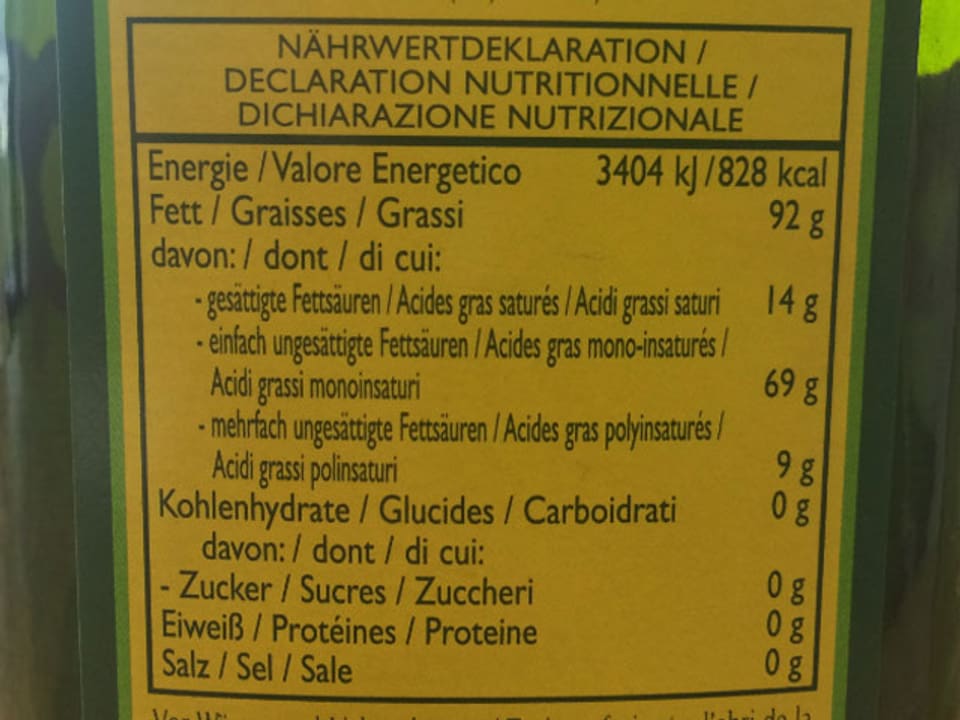 NÄHRWERTDEKLARATION /
DECLARATION NUTRITIONNELLE /
DICHIARAZIONE NUTRIZIONALE
Energie / Valore Energetico 3404 kJ / 828 kcal
Fett / Graisses / Grassi 92 g
davon: / dont / di cui:
- gesättigte Fettsäuren / Acides gras saturés / Acidi grassi saturi 14 g
- einfach ungesättigte Fettsäuren / Acides gras mono-insaturés /
Acidi grassi monoinsaturi 69 g
- mehrfach ungesättigte Fettsäuren / Acides gras polyinsaturés /
Acidi grassi polinsaturi 9 g
Kohlenhydrate / Glucides / Carboidrati 0 g
davon: / dont / di cui:
- Zucker / Sucres / Zuccheri 0 g
Eiweiß / Protéines / Proteine 0 g
Salz / Sel / Sale 0 g